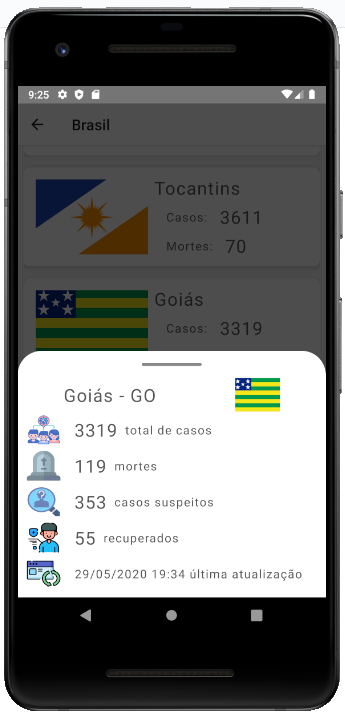 9:25
Brasil
Tocantins
Casos: 3611
Mortes: 70
Goiás
Casos: 3319
Goiás - GO
3319 total de casos
119 mortes
353 casos suspeitos
55 recuperados
29/05/2020 19:34 última atualização